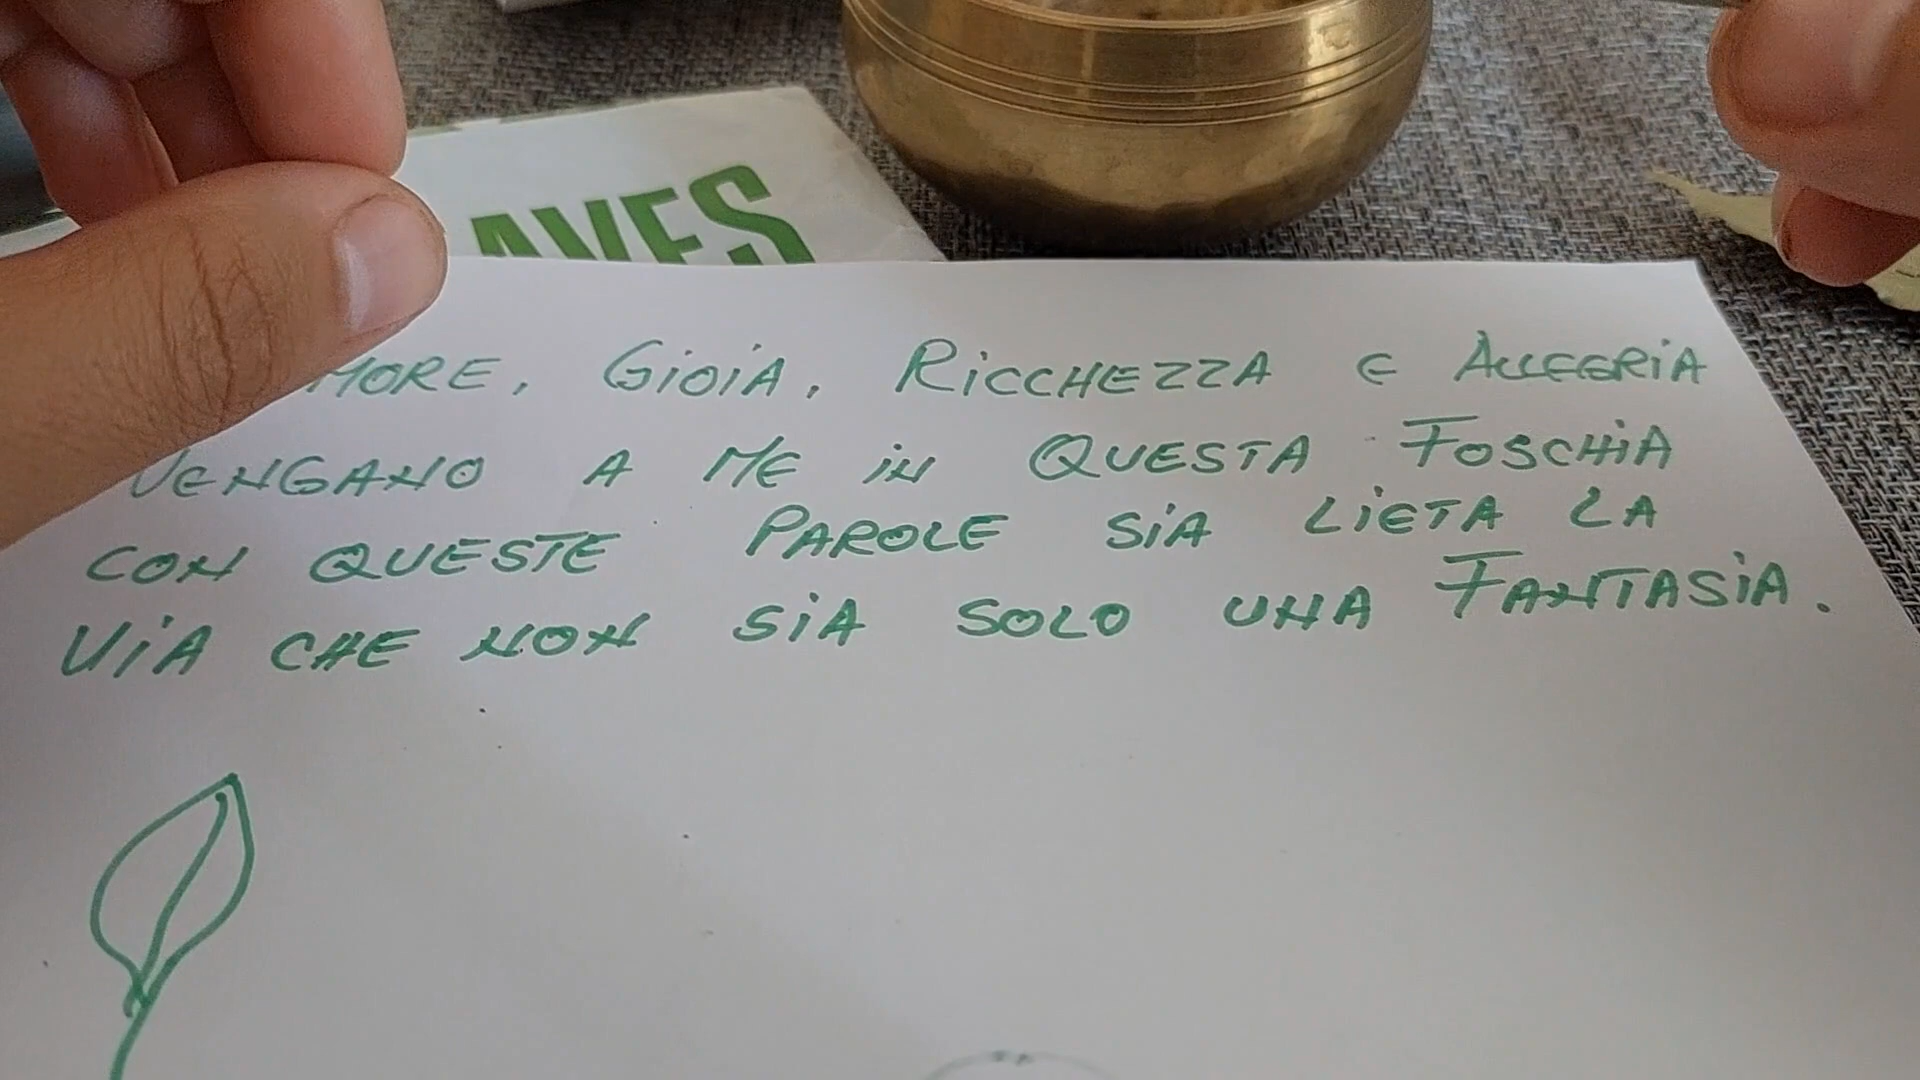 AVES
MORE, GIOIA, RICCHEZZA E ALLEGRIA
VENGANO A ME IN QUESTA FOSCHIA
CON QUESTE PAROLE SIA LIETA LA
VIA CHE NON SIA SOLO UNA FANTASIA.